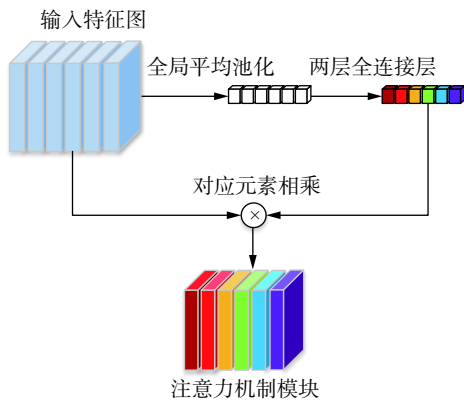 输入特征图
全局平均池化
两层全连接层
对应元素相乘
×
注意力机制模块